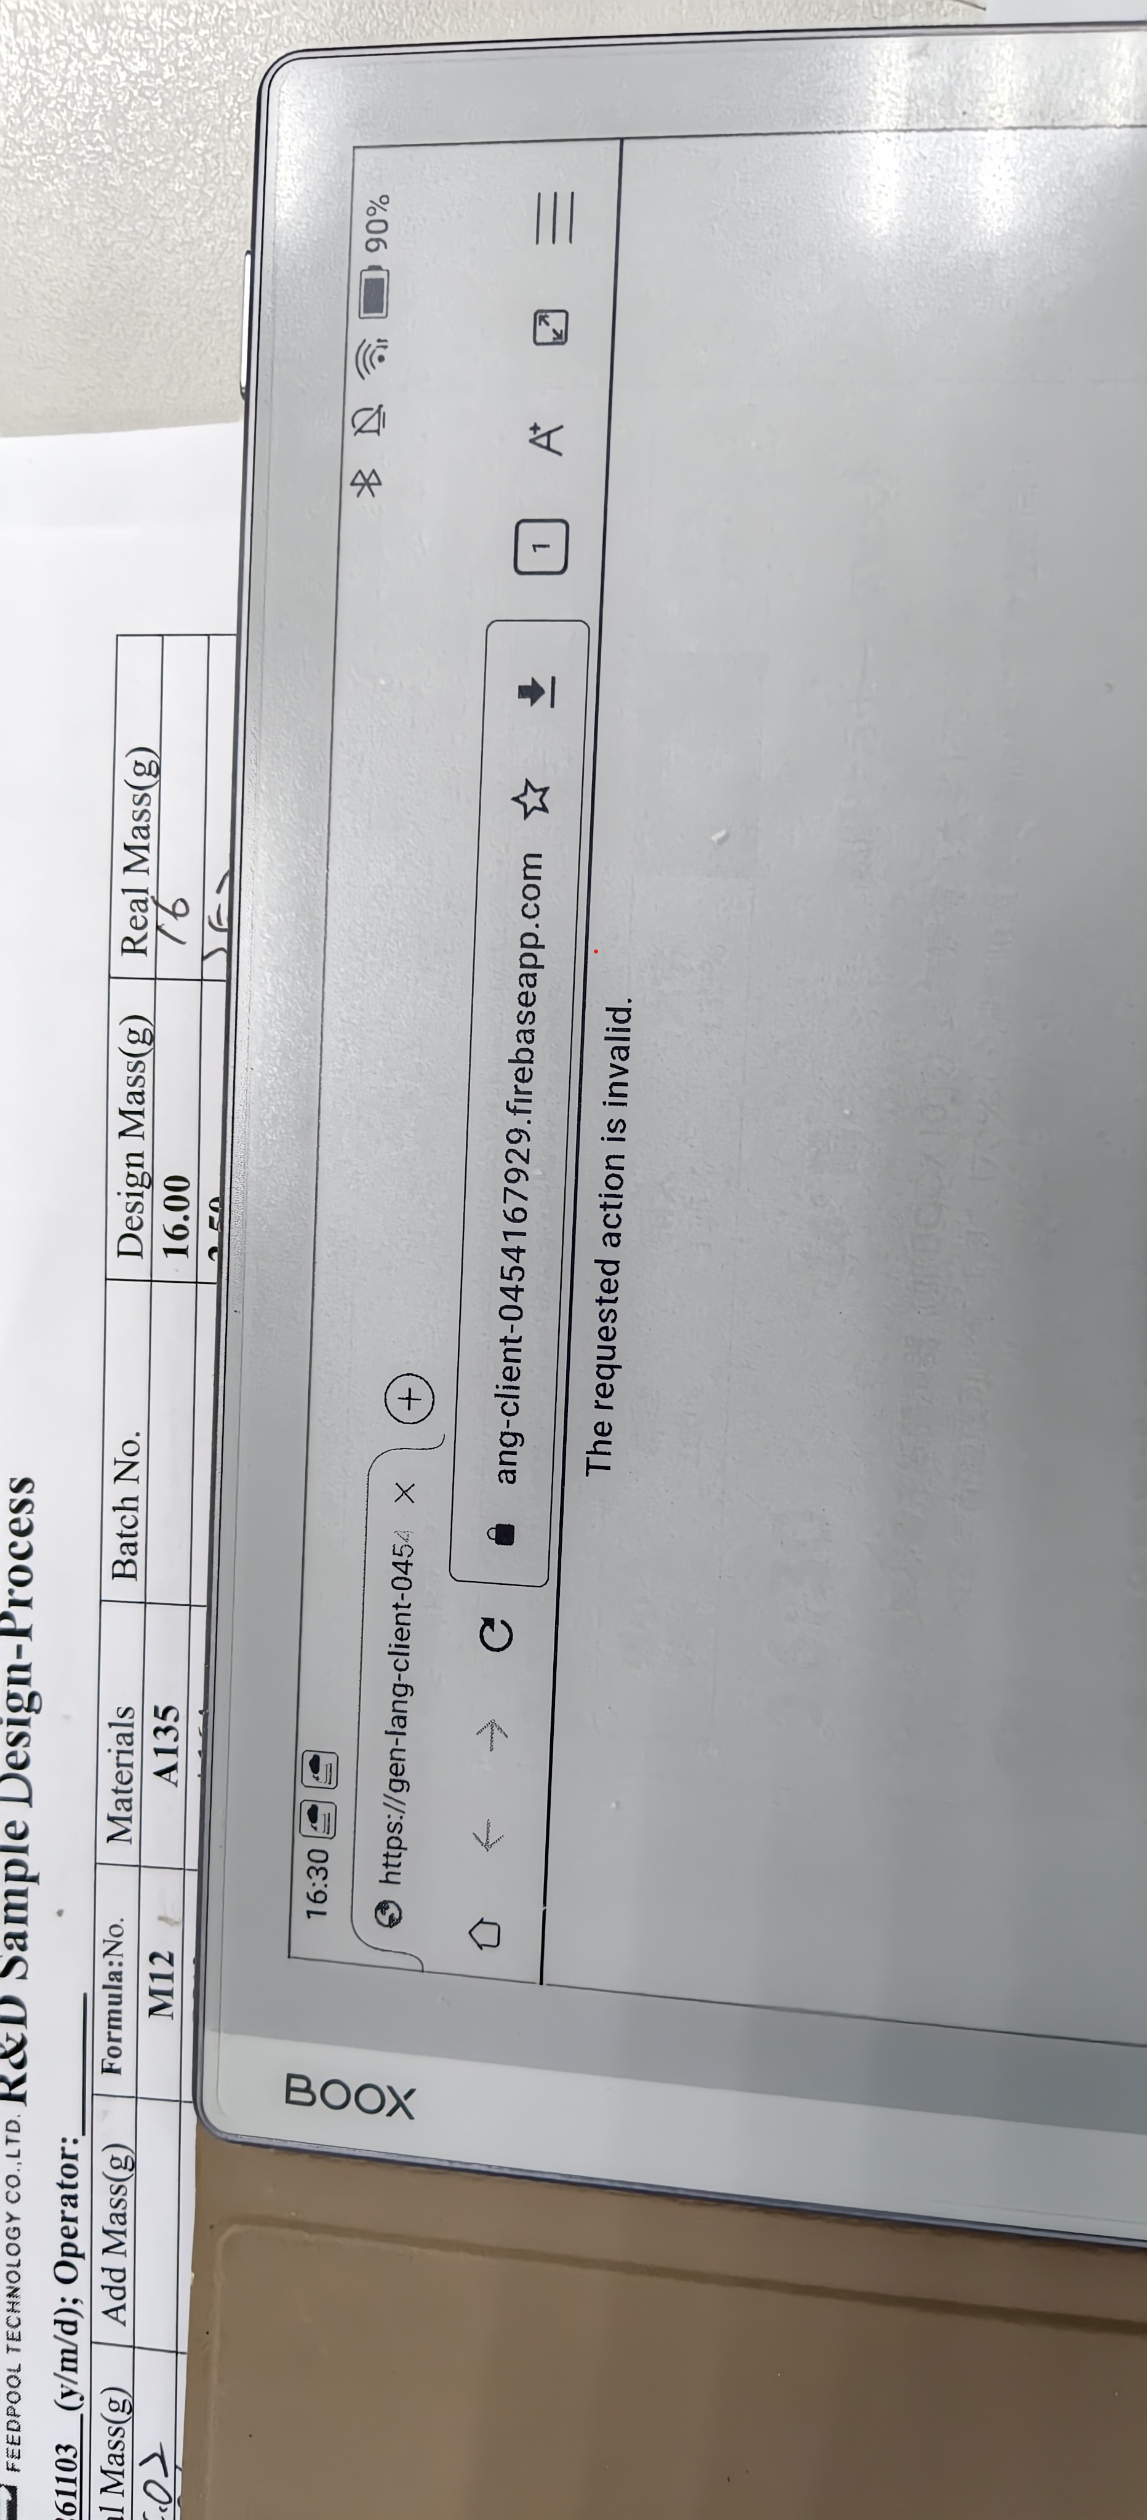 FEEDPOOL TECHNOLOGY CO.,LTD. R&D Sample Design-Process
61103 (y/m/d); Operator:
Mass(g) Add Mass(g) Formula:No. Materials Batch No. Design Mass(g) Real Mass(g)
M12 A135 16.00 16
16:30 90%
https://gen-lang-client-0454
ang-client-0454167929.firebaseapp.com
1 A+
The requested action is invalid.
BOOX